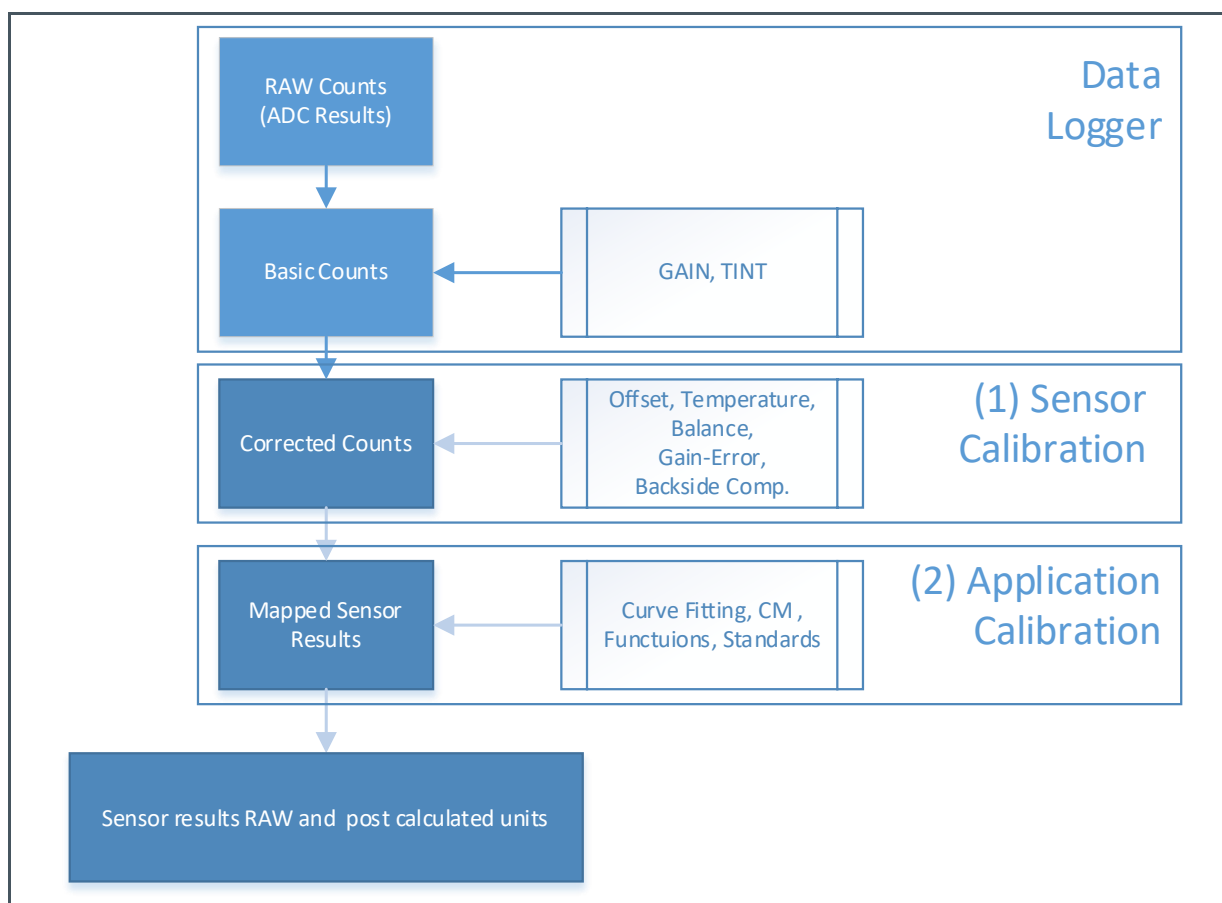 RAW Counts
(ADC Results)
Data
Logger
Basic Counts
GAIN, TINT
Corrected Counts
Offset, Temperature,
Balance,
Gain-Error,
Backside Comp.
(1) Sensor
Calibration
Mapped Sensor
Results
Curve Fitting, CM ,
Functuions, Standards
(2) Application
Calibration
Sensor results RAW and post calculated units